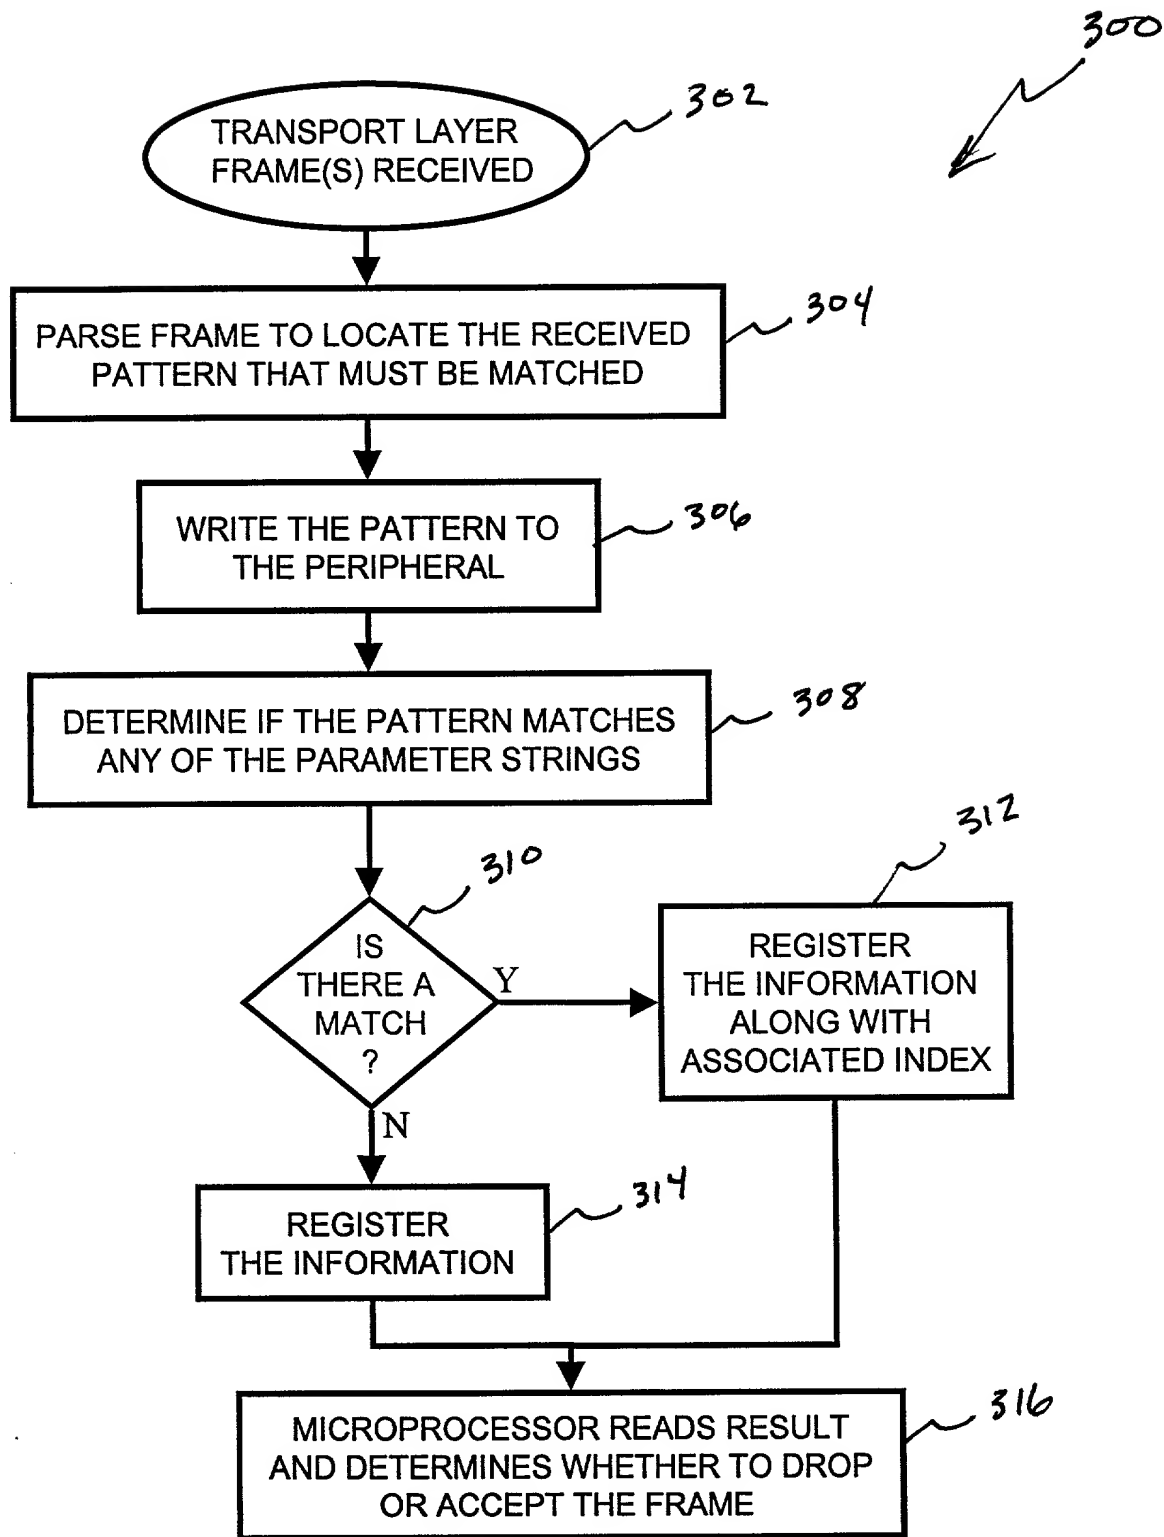 300
302
TRANSPORT LAYER
FRAME(S) RECEIVED
304
PARSE FRAME TO LOCATE THE RECEIVED
PATTERN THAT MUST BE MATCHED
306
WRITE THE PATTERN TO
THE PERIPHERAL
308
DETERMINE IF THE PATTERN MATCHES
ANY OF THE PARAMETER STRINGS
310
IS
THERE A
MATCH
?
Y
N
312
REGISTER
THE INFORMATION
ALONG WITH
ASSOCIATED INDEX
314
REGISTER
THE INFORMATION
316
MICROPROCESSOR READS RESULT
AND DETERMINES WHETHER TO DROP
OR ACCEPT THE FRAME